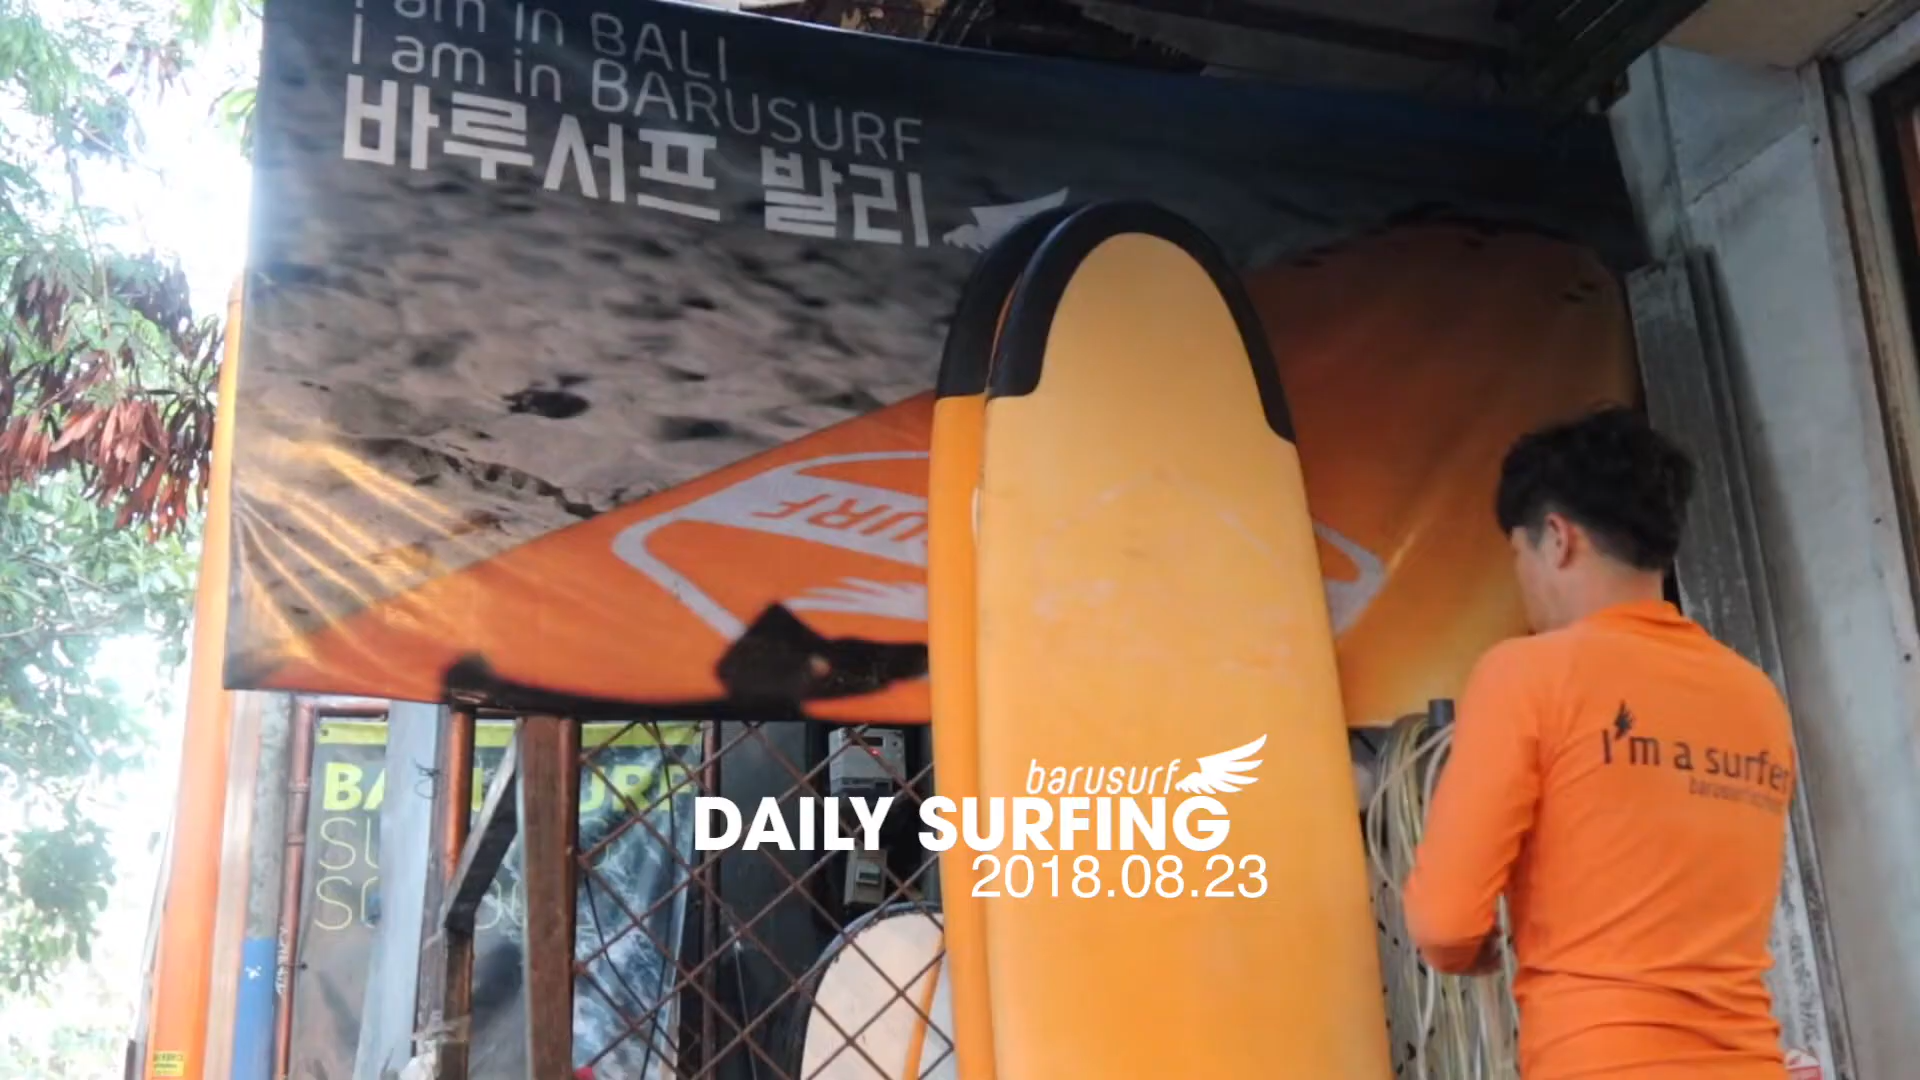 I am in BALI
I am in BARUSURF
바루서프 발리
URF
barusurf
DAILY SURFING
2018.08.23
I'm a surfer